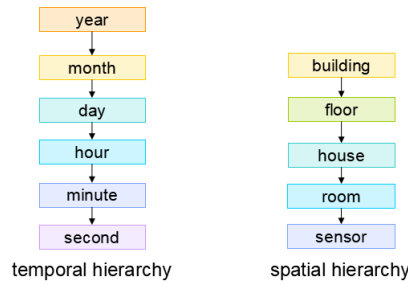 year
month
day
hour
minute
second
temporal hierarchy
building
floor
house
room
sensor
spatial hierarchy